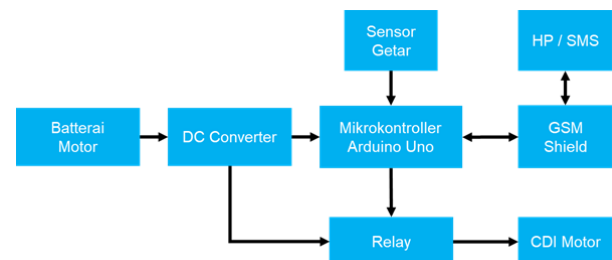 Sensor
Getar
HP / SMS
Batterai
Motor
DC Converter
Mikrokontroller
Arduino Uno
GSM
Shield
Relay
CDI Motor